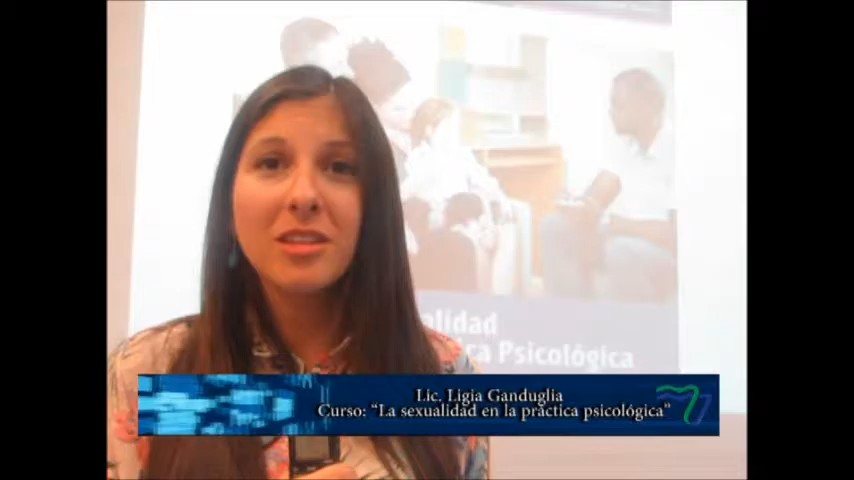 alidad
ca Psicológica
Lic. Ligia Ganduglia
Curso: “La sexualidad en la práctica psicológica”